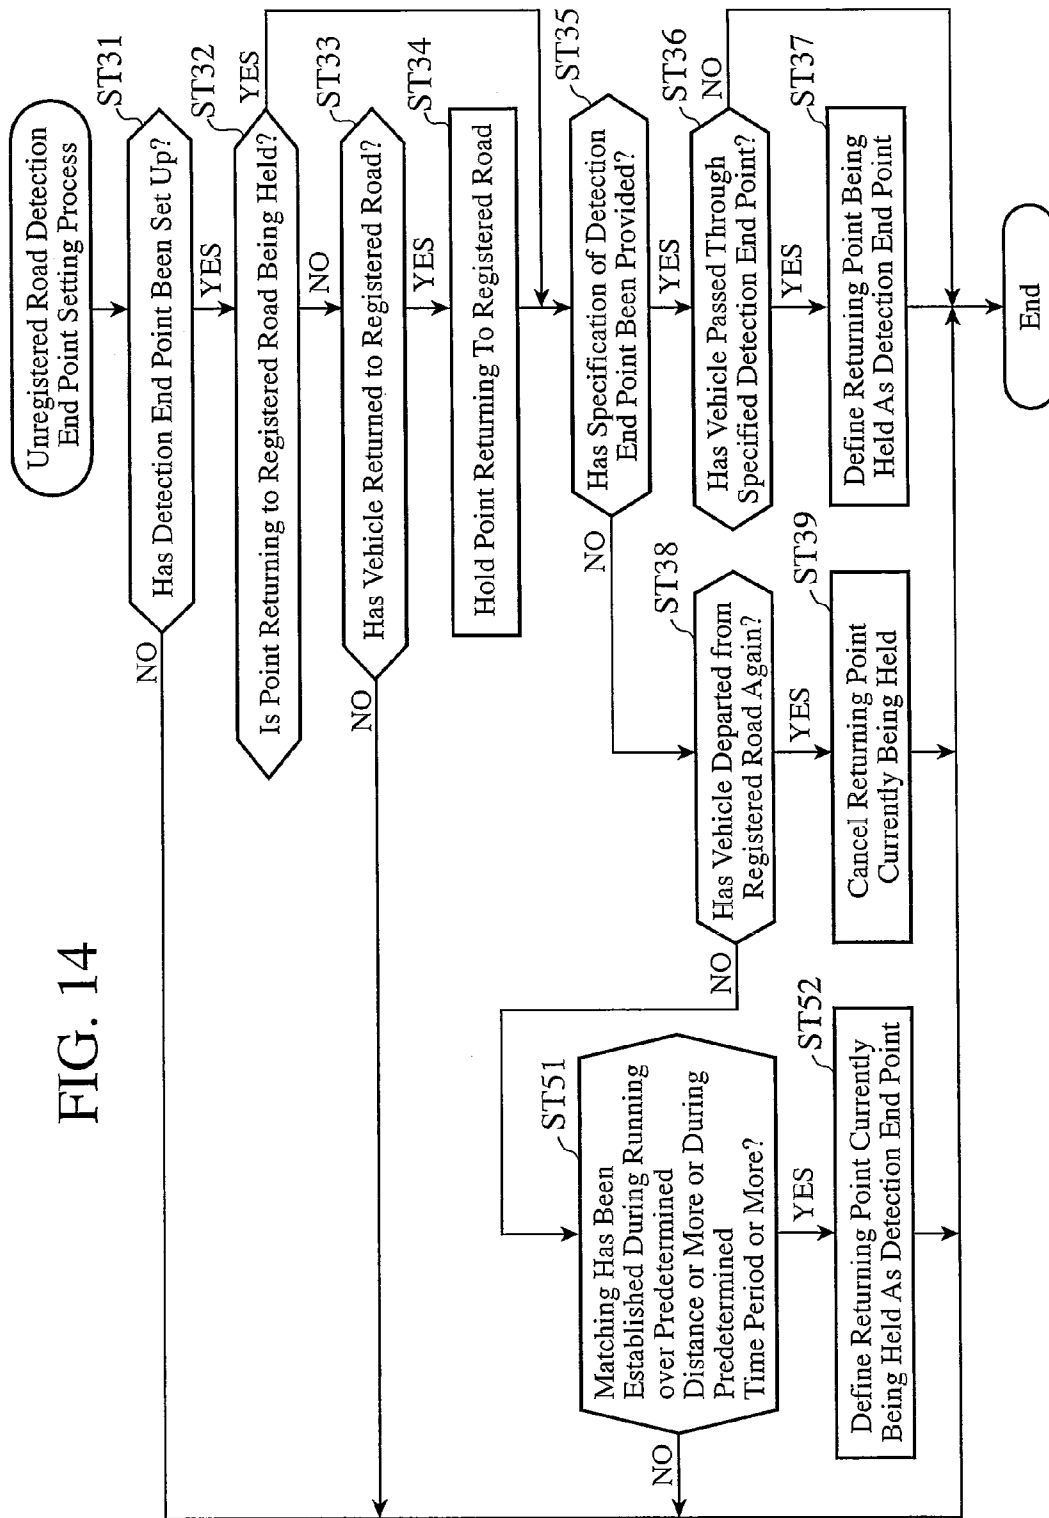 FIG. 14
Unregistered Road Detection
End Point Setting Process
ST31
Has Detection End Point Been Set Up?
NO
YES
ST32
Is Point Returning to Registered Road Being Held?
YES
NO
ST33
Has Vehicle Returned to Registered Road?
NO
YES
ST34
Hold Point Returning To Registered Road
ST35
Has Specification of Detection
End Point Been Provided?
NO
YES
ST36
Has Vehicle Passed Through
Specified Detection End Point?
NO
YES
ST37
Define Returning Point Being
Held As Detection End Point
ST38
Has Vehicle Departed from
Registered Road Again?
NO
YES
ST39
Cancel Returning Point
Currently Being Held
ST51
Matching Has Been
Established During Running
over Predetermined
Distance or More or During
Predetermined
Time Period or More?
NO
YES
ST52
Define Returning Point Currently
Being Held As Detection End Point
End